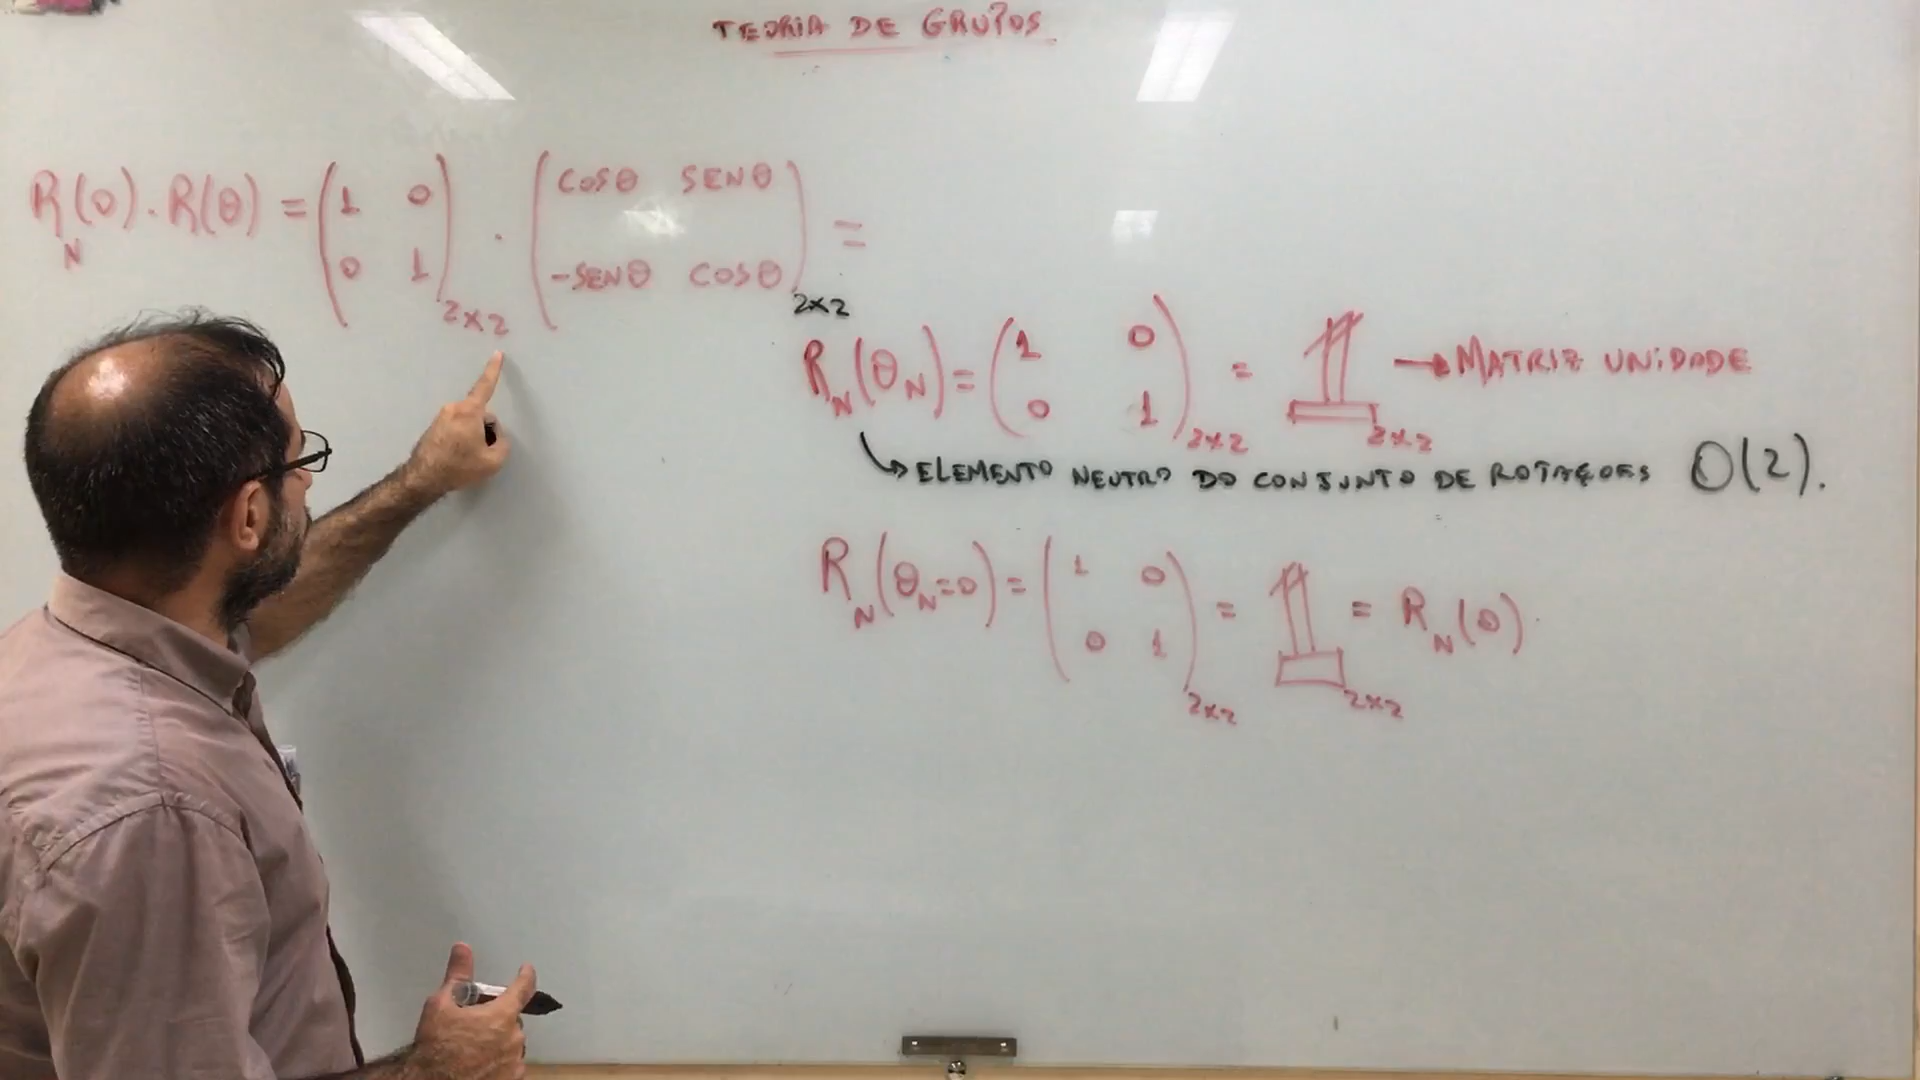 TEORIA DE GRUPOS
R_N(0) . R(θ) = (1 0 / 0 1)_2x2 . (COSθ SENθ / -SENθ COSθ)_2x2 =
R_N(θ_N) = (1 0 / 0 1)_2x2 = 1_2x2 → MATRIZ UNIDADE
↳ ELEMENTO NEUTRO DO CONJUNTO DE ROTAÇOES O(2).
R_N(θ_N=0) = (1 0 / 0 1)_2x2 = 1_2x2 = R_N(0).